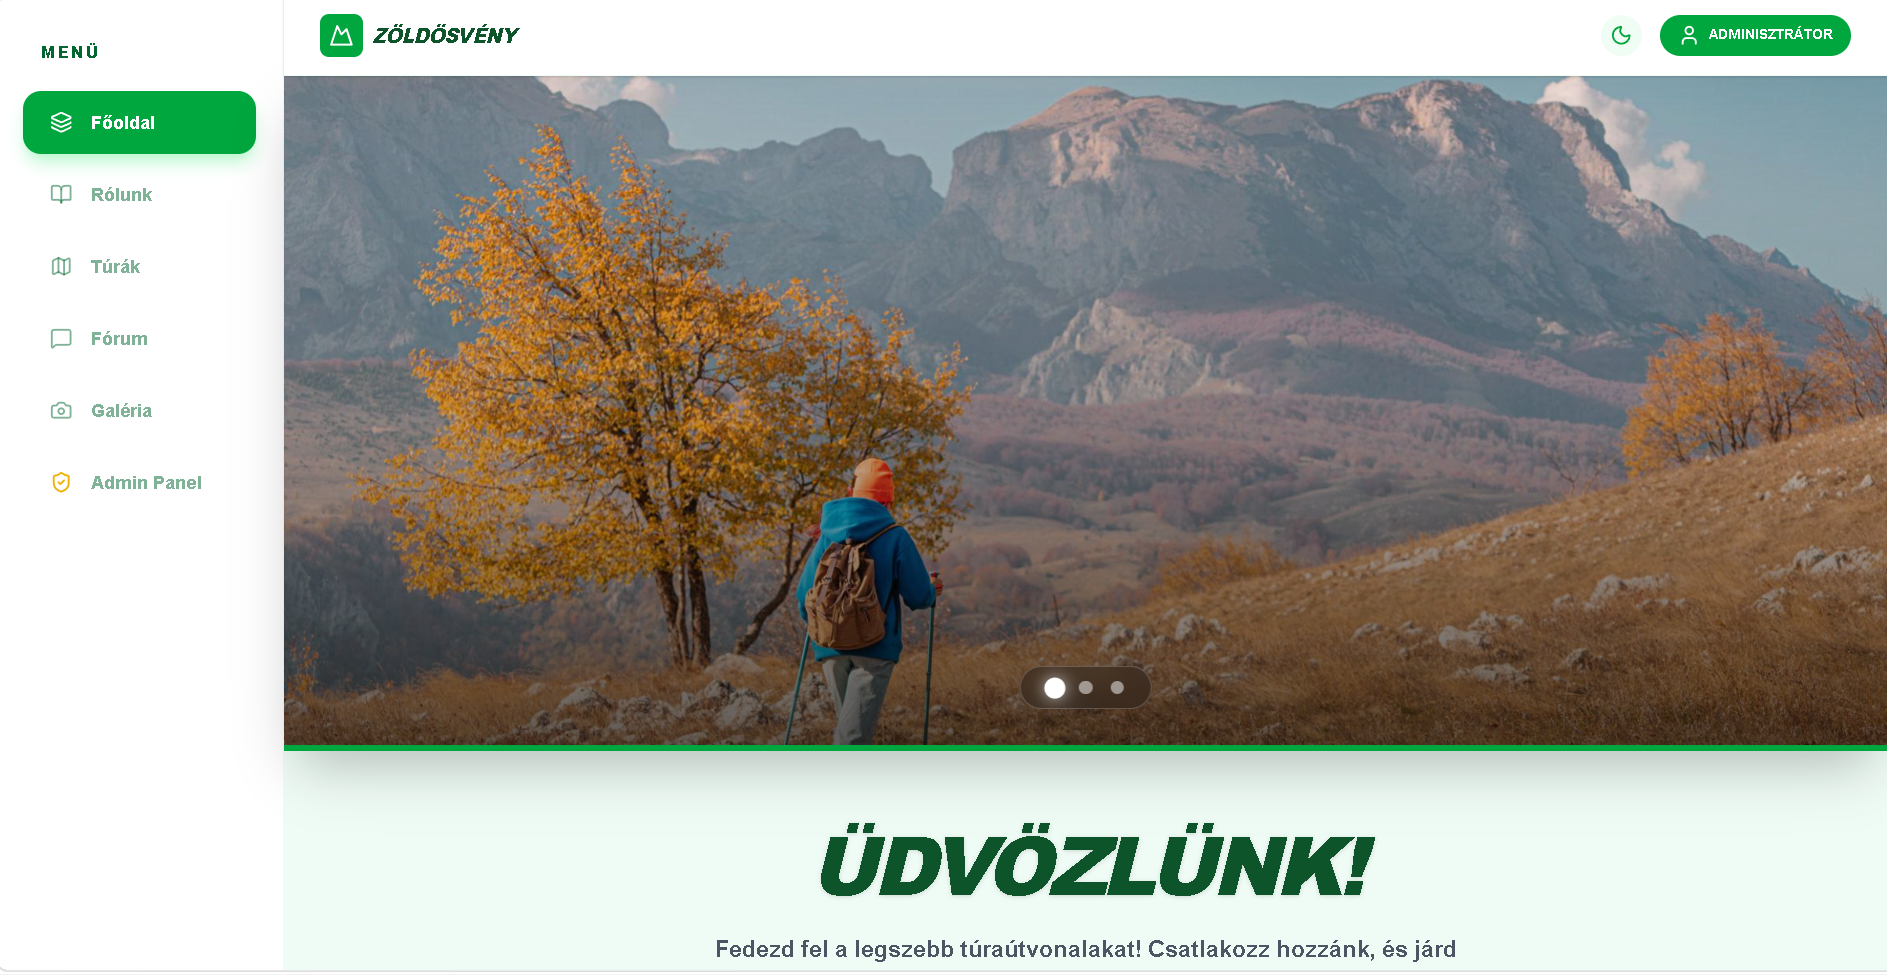 MENÜ
Főoldal
Rólunk
Túrák
Fórum
Galéria
Admin Panel
ZÖLDÖSVÉNY
ADMINISZTRÁTOR
ÜDVÖZLÜNK!
Fedezd fel a legszebb túraútvonalakat! Csatlakozz hozzánk, és járd